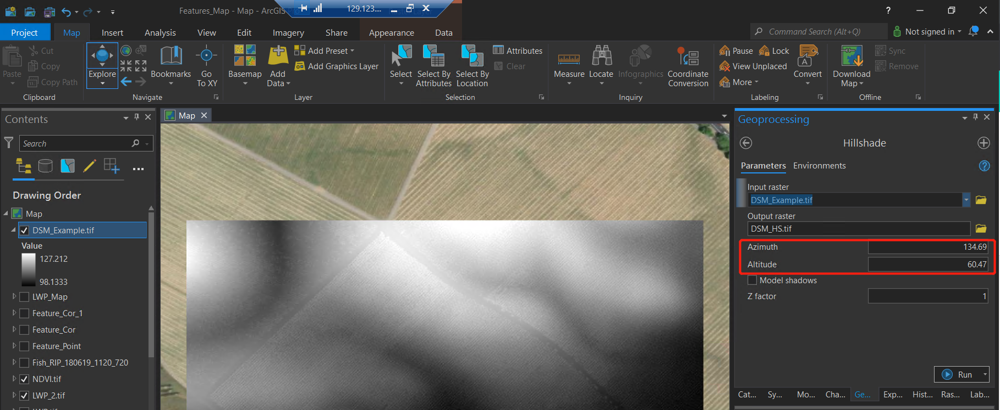 Features_Map - Map - ArcGIS Pro
129.123....
?
Project
Map
Insert
Analysis
View
Edit
Imagery
Share
Appearance
Data
Command Search (Alt+Q)
Not signed in
Paste
Cut
Copy
Copy Path
Clipboard
Explore
Bookmarks
Go
To XY
Navigate
Basemap
Add
Data
Add Preset
Add Graphics Layer
Layer
Select
Select By
Attributes
Select By
Location
Attributes
Clear
Selection
Measure
Locate
Infographics
Coordinate
Conversion
Inquiry
Pause
Lock
View Unplaced
More
Convert
A
Labeling
Download
Map
Sync
Remove
Offline
Contents
Search
...
Drawing Order
Map
DSM_Example.tif
Value
127.212
98.1333
LWP_Map
Feature_Cor_1
Feature_Cor
Feature_Point
Fish_RIP_180619_1120_720
NDVI.tif
LWP_2.tif
LWP.tif
Map
Geoprocessing
Hillshade
Parameters
Environments
?
Input raster
DSM_Example.tif
Output raster
DSM_HS.tif
Azimuth
134.69
Altitude
60.47
Model shadows
Z factor
1
Run
Cat...
Sy...
Mo...
Cha...
Ge...
Exp...
Hist...
Ras...
Lab...